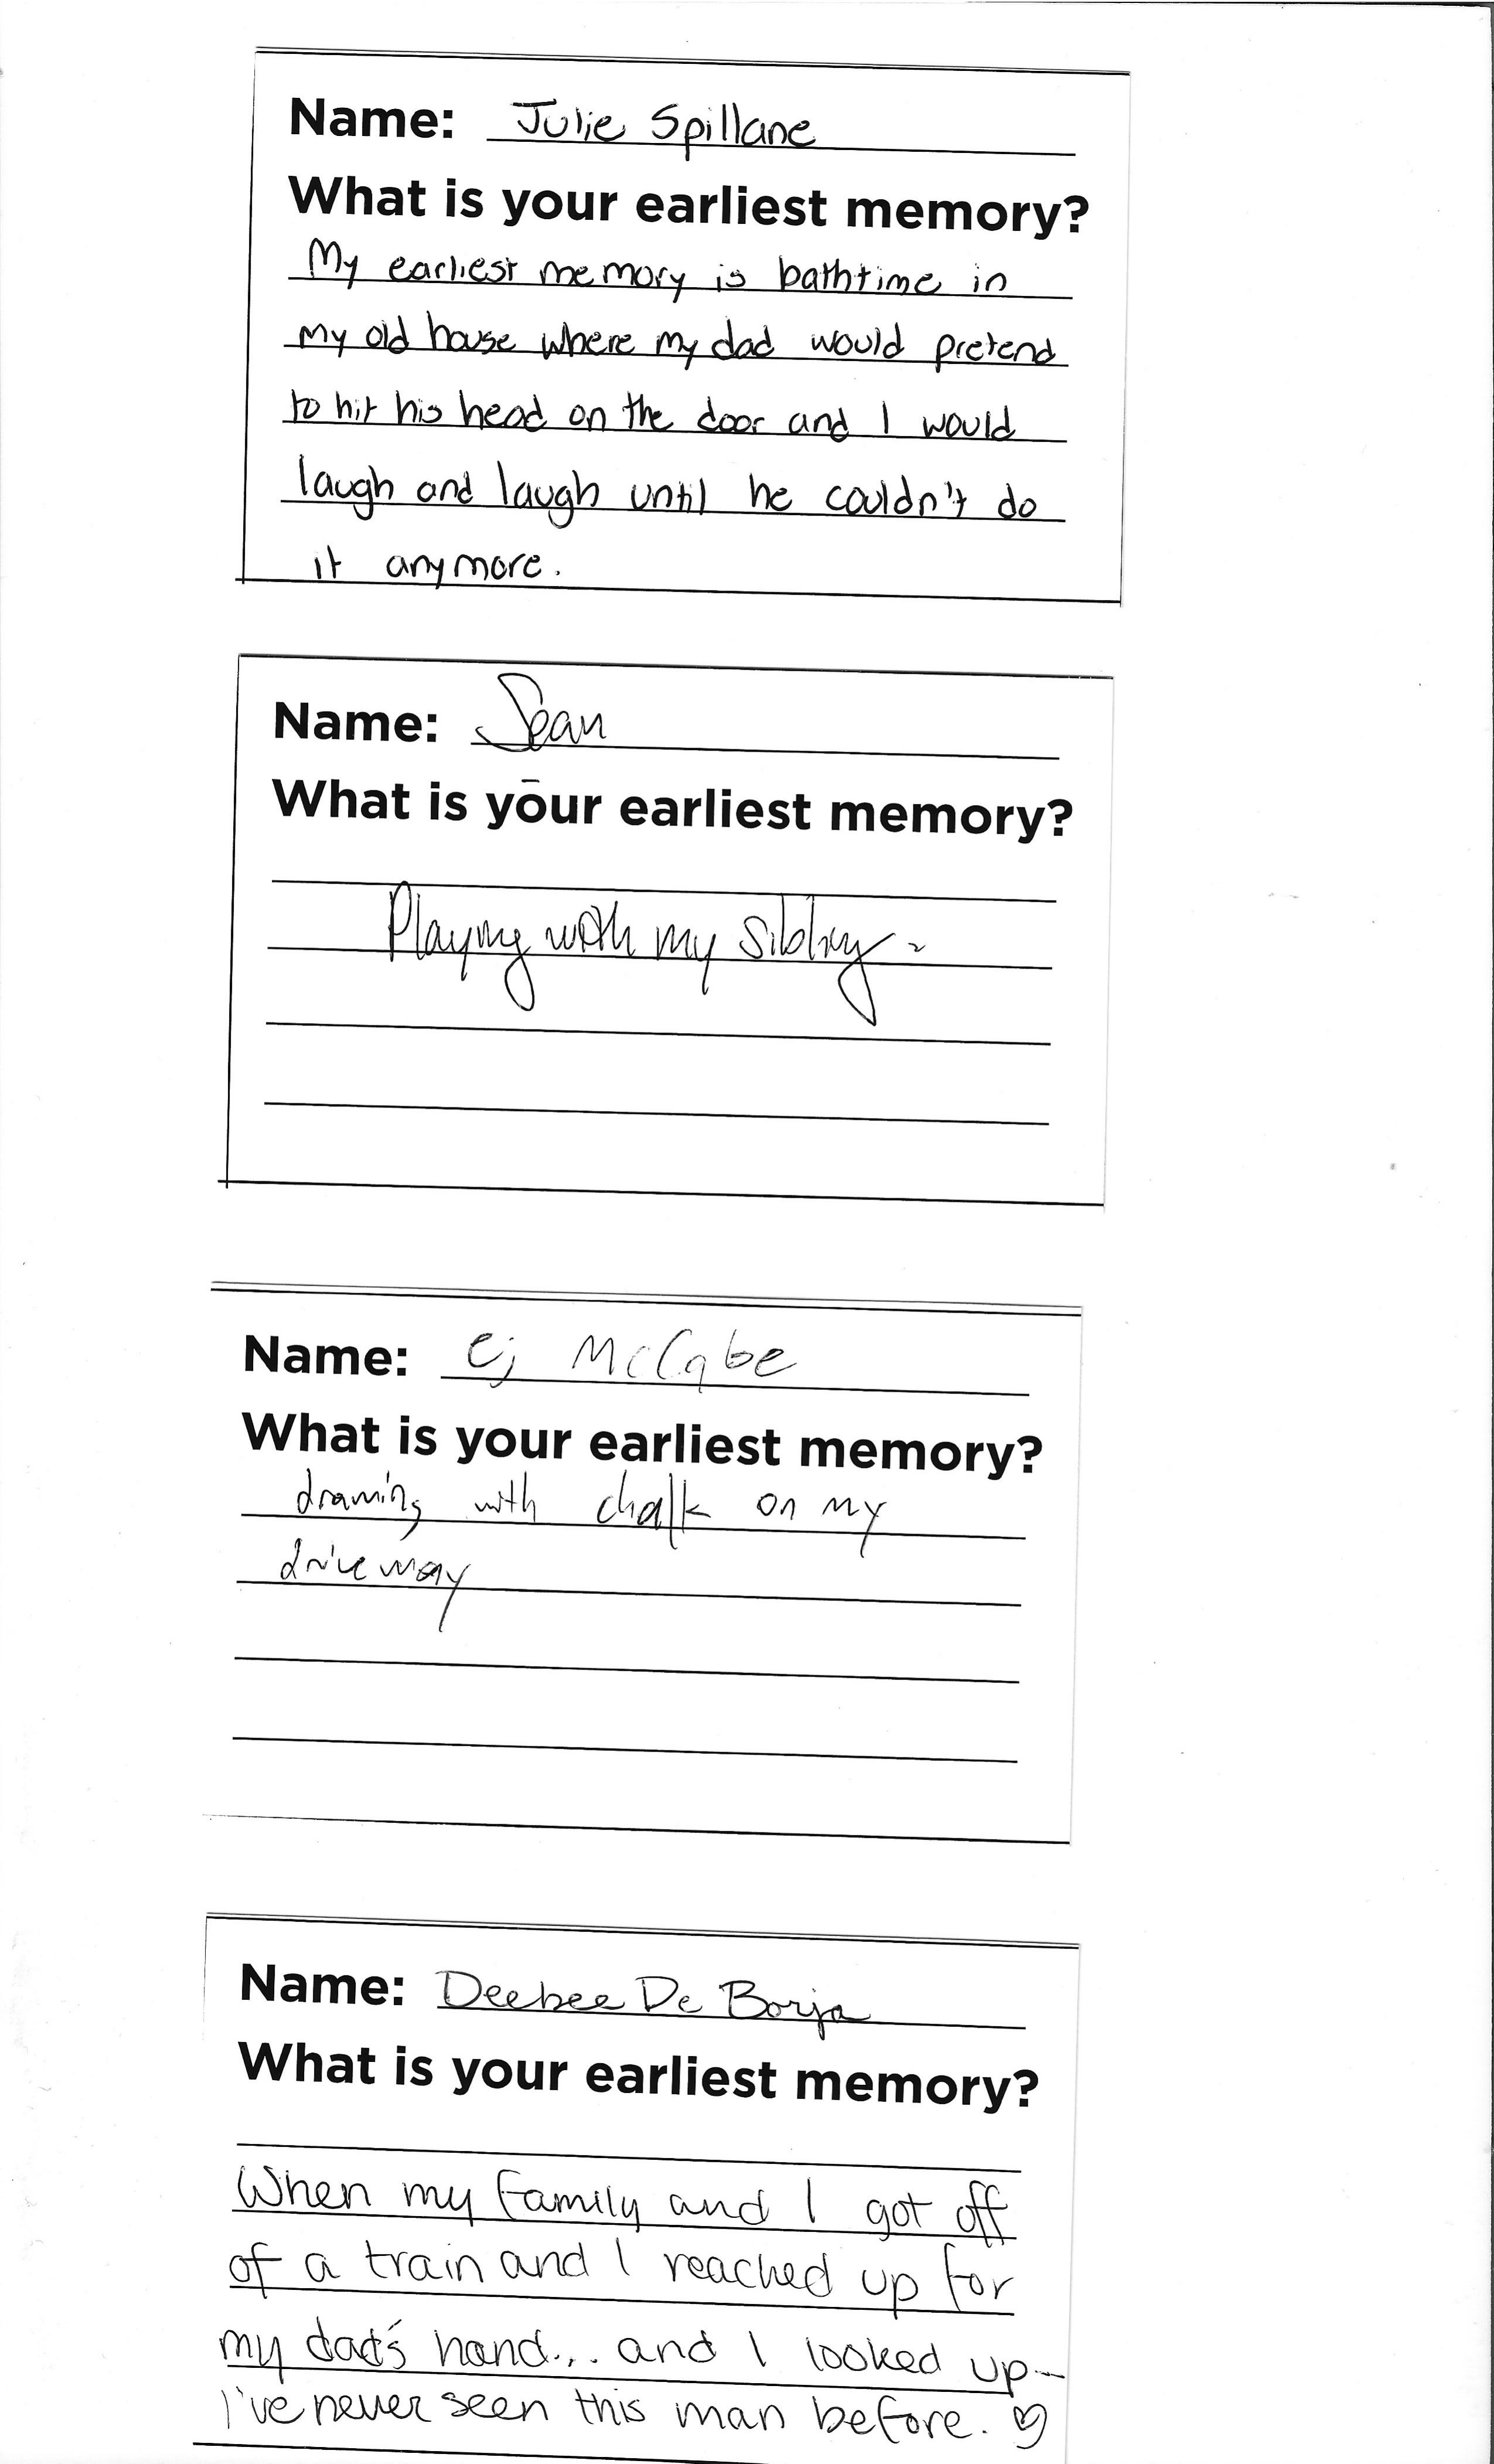 Name: Julie Spillane
What is your earliest memory?
My earliest memory is bathtime in
my old house where my dad would pretend
to hit his head on the door and I would
laugh and laugh until he couldn't do
it anymore.
Name: Sean
What is your earliest memory?
Playing with my sibling
Name: Ej McCabe
What is your earliest memory?
drawing with chalk on my
driveway
Name: Deebee De Borja
What is your earliest memory?
When my family and I got off
of a train and I reached up for
my dad's hand... and I looked up--
I've never seen this man before. ♡